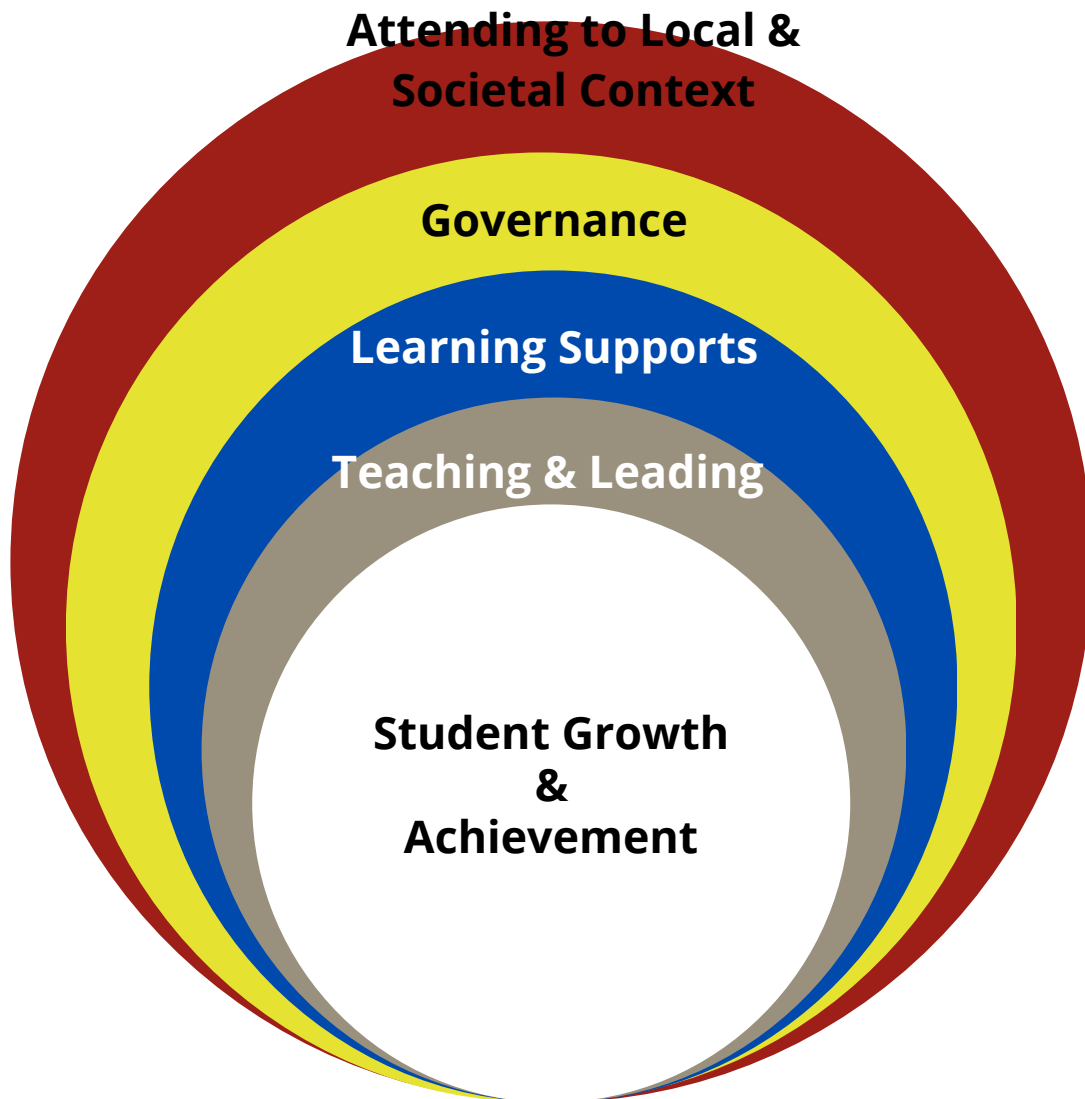 Attending to Local &
Societal Context
Governance
Learning Supports
Teaching & Leading
Student Growth
&
Achievement